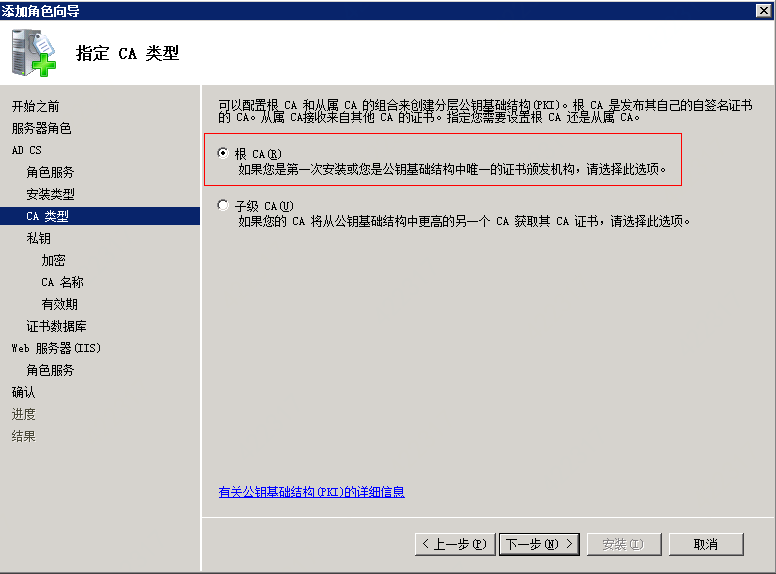 添加角色向导
指定 CA 类型
开始之前
服务器角色
AD CS
角色服务
安装类型
CA 类型
私钥
加密
CA 名称
有效期
证书数据库
Web 服务器(IIS)
角色服务
确认
进度
结果
可以配置根 CA 和从属 CA 的组合来创建分层公钥基础结构(PKI)。根 CA 是发布其自己的自签名证书
的 CA。从属 CA接收来自其他 CA 的证书。指定您需要设置根 CA 还是从属 CA。
根 CA(R)
如果您是第一次安装或您是公钥基础结构中唯一的证书颁发机构，请选择此选项。
子级 CA(U)
如果您的 CA 将从公钥基础结构中更高的另一个 CA 获取其 CA 证书，请选择此选项。
有关公钥基础结构(PKI)的详细信息
< 上一步(P)
下一步(N) >
安装(I)
取消